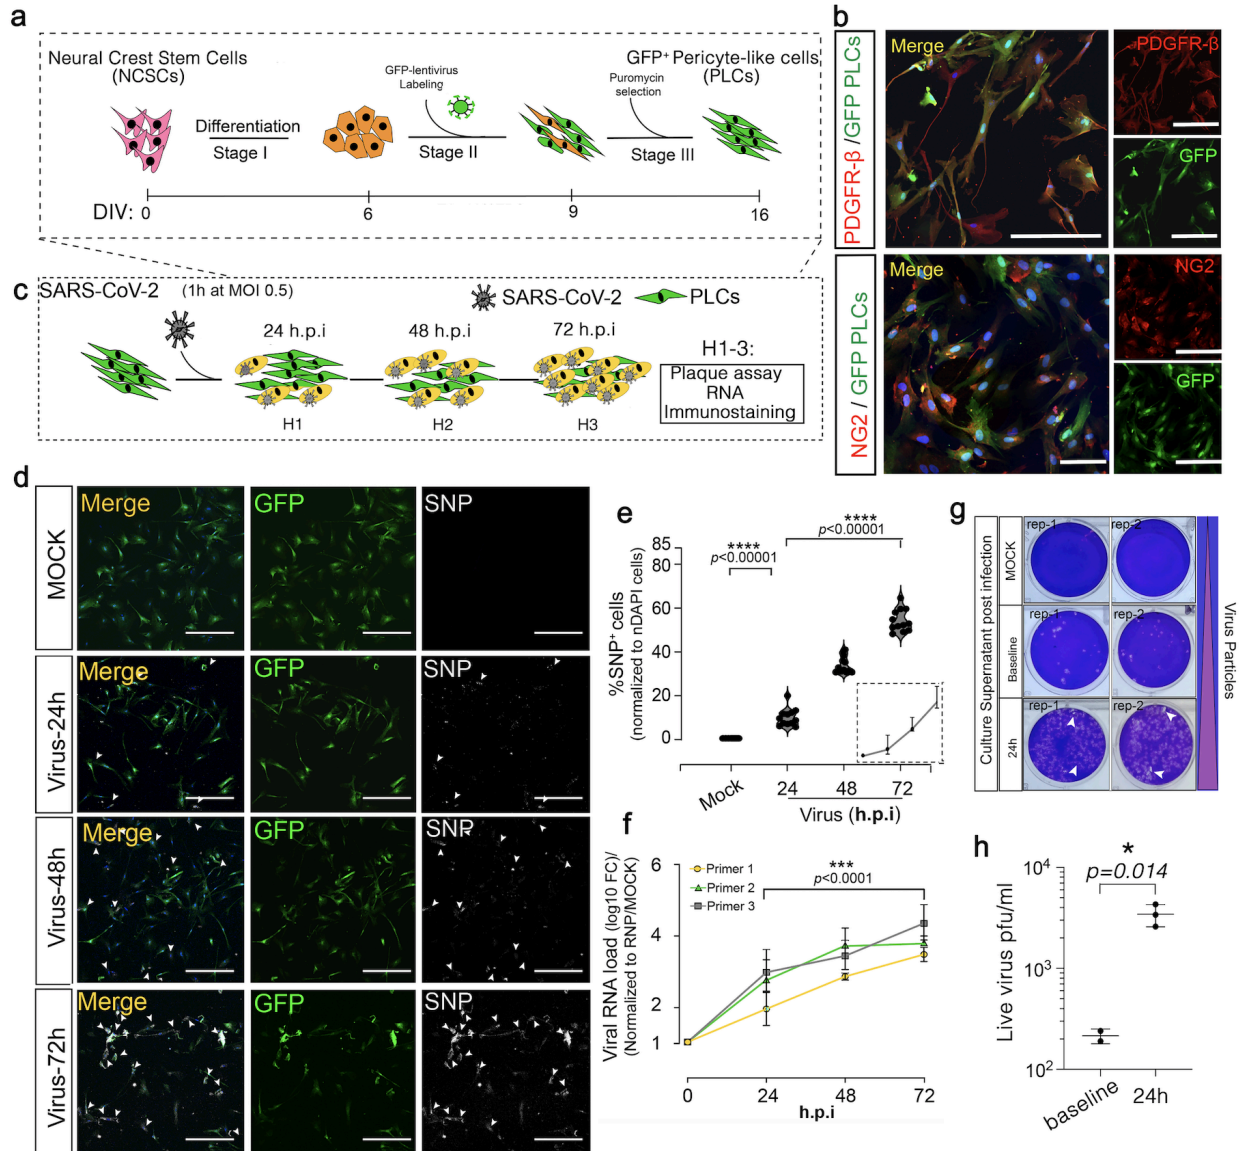 a
Neural Crest Stem Cells
(NCSCs)
GFP-lentivirus
Labeling
GFP+ Pericyte-like cells
(PLCs)
Puromycin
selection
Differentiation
Stage I
Stage II
Stage III
DIV: 0 6 9 16
b
PDGFR-β /GFP PLCs
Merge
PDGFR-β
GFP
NG2 / GFP PLCs
Merge
NG2
GFP
c
SARS-CoV-2 (1h at MOI 0.5)
SARS-CoV-2
PLCs
24 h.p.i
48 h.p.i
72 h.p.i
H1
H2
H3
H1-3:
Plaque assay
RNA
Immunostaining
d
MOCK
Merge
GFP
SNP
Virus-24h
Merge
GFP
SNP
Virus-48h
Merge
GFP
SNP
Virus-72h
Merge
GFP
SNP
e
%SNP+ cells
(normalized to nDAPI cells)
85
80
60
40
20
0
****
p<0.00001
****
p<0.00001
Mock
24
48
72
Virus (h.p.i)
f
Viral RNA load (log10 FC)/
(Normalized to RNP/MOCK)
6
4
2
1
Primer 1
Primer 2
Primer 3
***
p<0.0001
0
24
48
72
h.p.i
g
Culture Supernatant post infection
MOCK
Baseline
24h
rep-1
rep-2
rep-1
rep-2
rep-1
rep-2
Virus Particles
h
Live virus pfu/ml
10⁴
10³
10²
*
p=0.014
baseline
24h